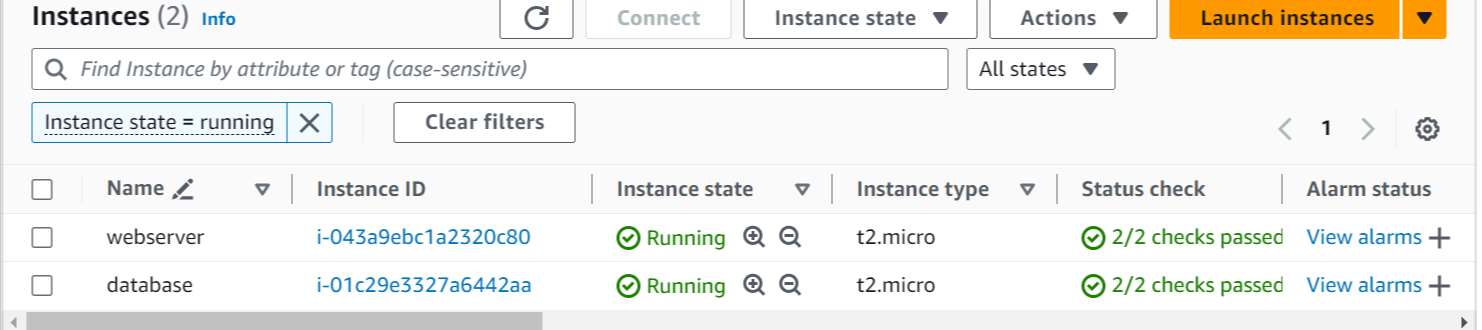 Instances (2) Info Connect Instance state Actions Launch instances
Find Instance by attribute or tag (case-sensitive) All states
Instance state = running Clear filters 1
Name Instance ID Instance state Instance type Status check Alarm status
webserver i-043a9ebc1a2320c80 Running t2.micro 2/2 checks passed View alarms
database i-01c29e3327a6442aa Running t2.micro 2/2 checks passed View alarms